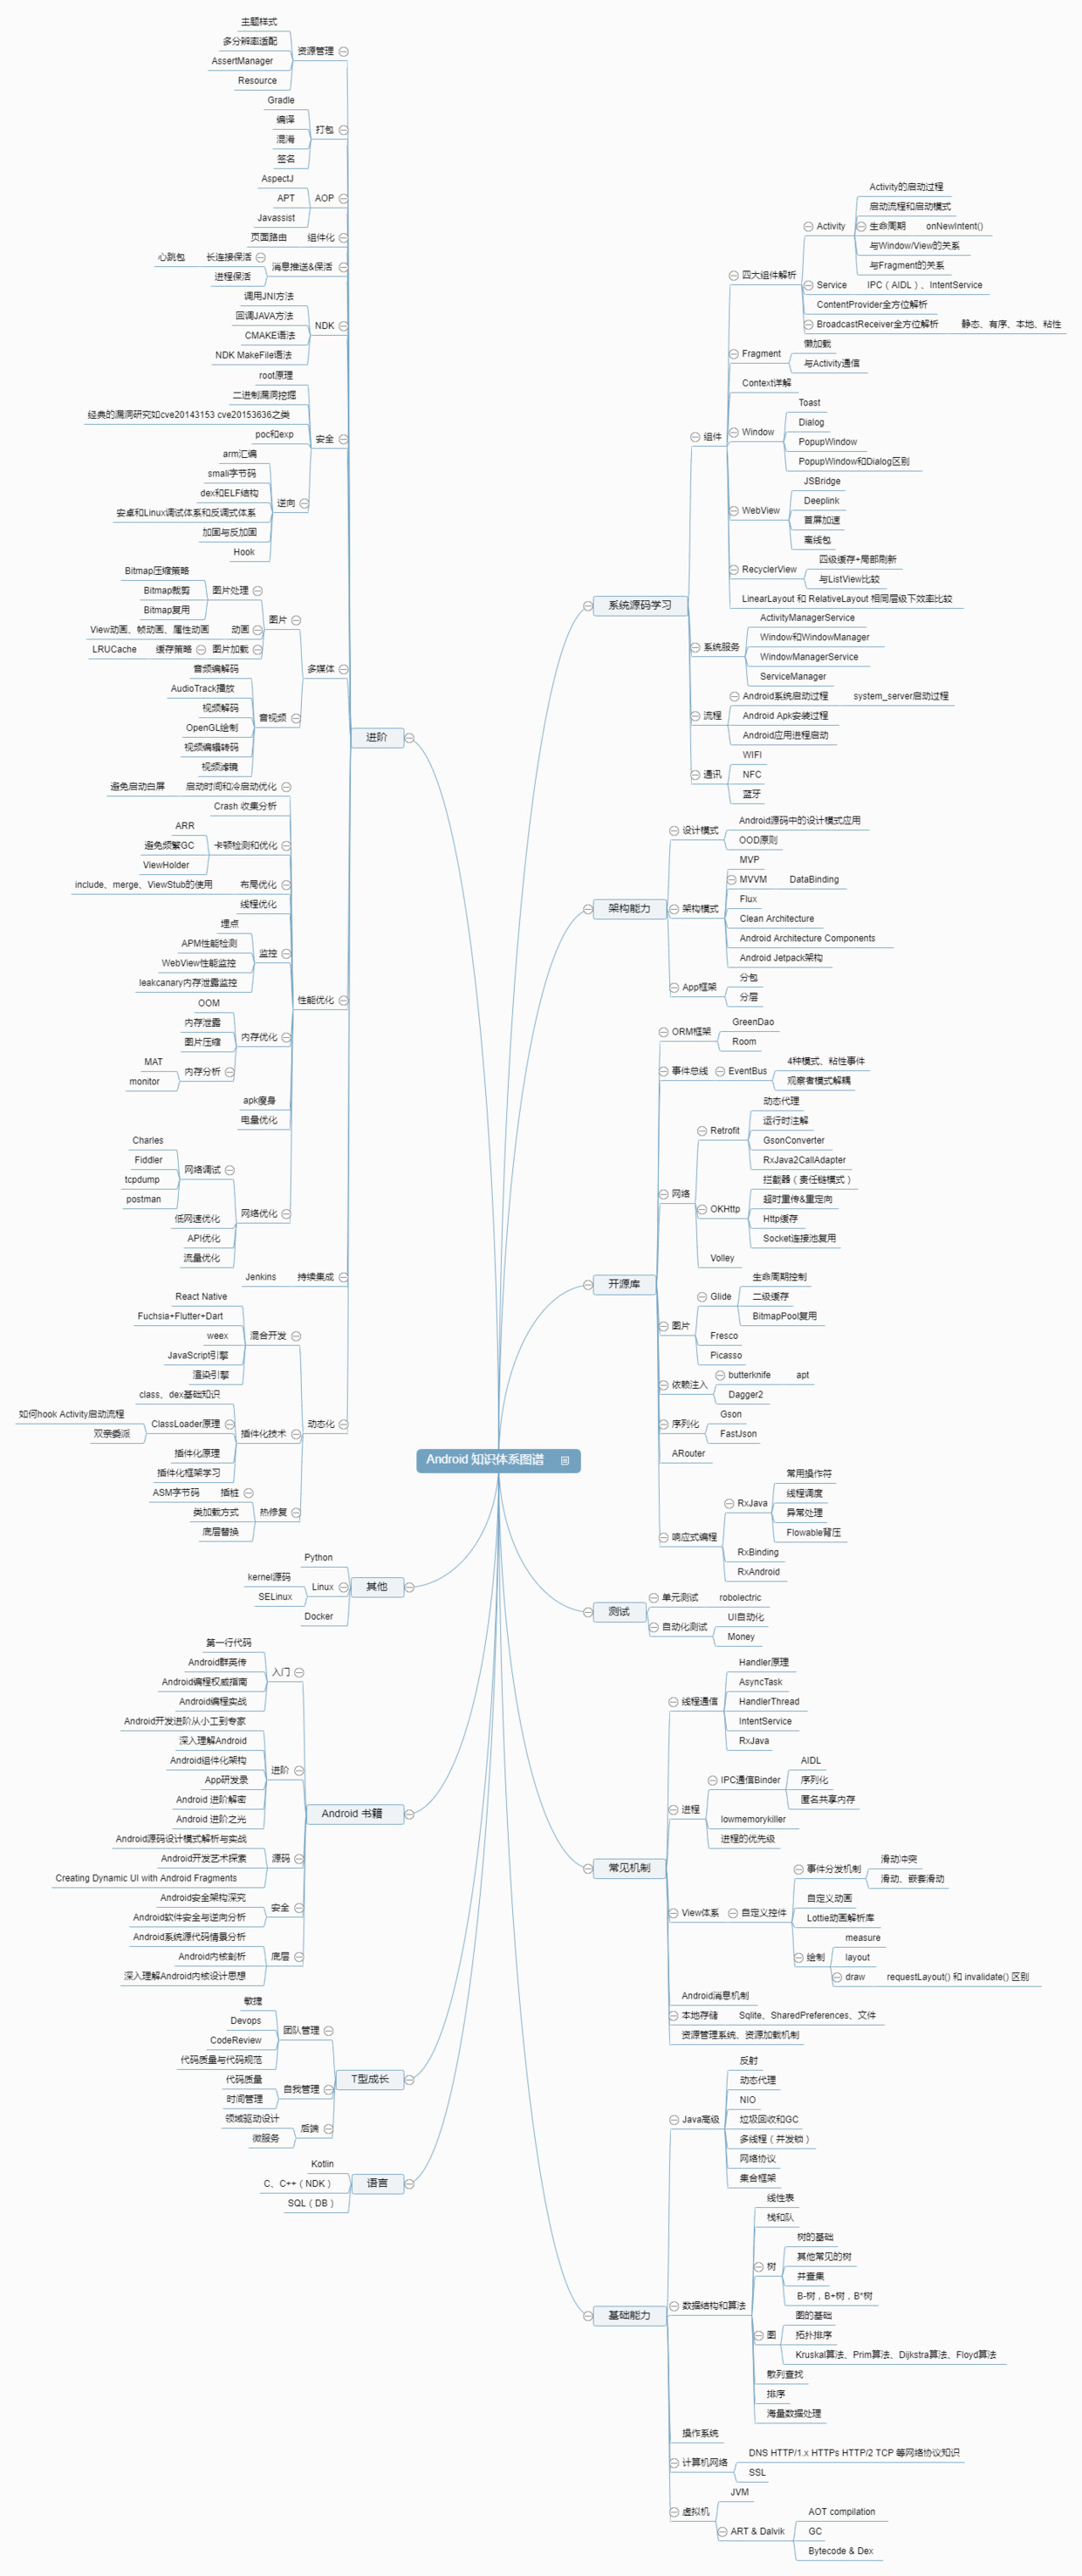 Android 知识体系图谱
系统源码学习
组件
四大组件解析
Activity
Activity的启动过程
启动流程和启动模式
生命周期
onNewIntent()
与Window/View的关系
与Fragment的关系
Service
IPC（AIDL）、IntentService
ContentProvider全方位解析
BroadcastReceiver全方位解析
静态、有序、本地、粘性
Fragment
懒加载
与Activity通信
Context详解
Window
Toast
Dialog
PopupWindow
PopupWindow和Dialog区别
WebView
JSBridge
Deeplink
首屏加速
离线包
RecyclerView
四级缓存+局部刷新
与ListView比较
LinearLayout 和 RelativeLayout 相同层级下效率比较
系统服务
ActivityManagerService
Window和WindowManager
WindowManagerService
ServiceManager
流程
Android系统启动过程
system_server启动过程
Android Apk安装过程
Android应用进程启动
通讯
WIFI
NFC
蓝牙
架构能力
设计模式
Android源码中的设计模式应用
OOD原则
架构模式
MVP
MVVM
DataBinding
Flux
Clean Architecture
Android Architecture Components
Android Jetpack架构
App框架
分包
分层
开源库
ORM框架
GreenDao
Room
事件总线
EventBus
4种模式、粘性事件
观察者模式解耦
网络
Retrofit
动态代理
运行时注解
GsonConverter
RxJava2CallAdapter
OKHttp
拦截器（责任链模式）
超时重传&重定向
Http缓存
Socket连接池复用
Volley
图片
Glide
生命周期控制
二级缓存
BitmapPool复用
Fresco
Picasso
依赖注入
butterknife
apt
Dagger2
序列化
Gson
FastJson
ARouter
响应式编程
RxJava
常用操作符
线程调度
异常处理
Flowable背压
RxBinding
RxAndroid
测试
单元测试
robolectric
自动化测试
UI自动化
Money
常见机制
线程通信
Handler原理
AsyncTask
HandlerThread
IntentService
RxJava
进程
IPC通信Binder
AIDL
序列化
匿名共享内存
lowmemorykiller
进程的优先级
View体系
自定义控件
事件分发机制
滑动冲突
滑动、嵌套滑动
自定义动画
Lottie动画解析库
绘制
measure
layout
draw
requestLayout() 和 invalidate() 区别
Android消息机制
本地存储
Sqlite、SharedPreferences、文件
资源管理系统、资源加载机制
基础能力
Java高级
反射
动态代理
NIO
垃圾回收和GC
多线程（并发锁）
网络协议
集合框架
数据结构和算法
线性表
栈和队
树
树的基础
其他常见的树
并查集
B-树，B+树，B*树
图
图的基础
拓扑排序
Kruskal算法、Prim算法、Dijkstra算法、Floyd算法
散列查找
排序
海量数据处理
操作系统
计算机网络
DNS HTTP/1.x HTTPs HTTP/2 TCP 等网络协议知识
SSL
虚拟机
JVM
ART & Dalvik
AOT compilation
GC
Bytecode & Dex
进阶
资源管理
主题样式
多分辨率适配
AssertManager
Resource
打包
Gradle
编译
混淆
签名
AOP
AspectJ
APT
Javassist
组件化
页面路由
消息推送&保活
长连接保活
心跳包
进程保活
NDK
调用JNI方法
回调JAVA方法
CMAKE语法
NDK MakeFile语法
安全
root原理
二进制漏洞挖掘
经典的漏洞研究如cve20143153 cve20153636之类
poc和exp
逆向
arm汇编
smali字节码
dex和ELF结构
安卓和Linux调试体系和反调式体系
加固与反加固
Hook
多媒体
图片
图片处理
Bitmap压缩策略
Bitmap裁剪
Bitmap复用
动画
View动画、帧动画、属性动画
图片加载
缓存策略
LRUCache
音视频
音频编解码
AudioTrack播放
视频解码
OpenGL绘制
视频编辑转码
视频滤镜
性能优化
启动时间和冷启动优化
避免启动白屏
Crash 收集分析
卡顿检测和优化
ARR
避免频繁GC
ViewHolder
布局优化
include、merge、ViewStub的使用
线程优化
监控
埋点
APM性能检测
WebView性能监控
leakcanary内存泄露监控
内存优化
OOM
内存泄露
图片压缩
内存分析
MAT
monitor
apk瘦身
电量优化
网络优化
网络调试
Charles
Fiddler
tcpdump
postman
低网速优化
API优化
流量优化
持续集成
Jenkins
动态化
混合开发
React Native
Fuchsia+Flutter+Dart
weex
JavaScript引擎
渲染引擎
插件化技术
class、dex基础知识
ClassLoader原理
如何hook Activity启动流程
双亲委派
插件化原理
插件化框架学习
热修复
插桩
ASM字节码
类加载方式
底层替换
其他
Python
Linux
kernel源码
SELinux
Docker
Android 书籍
入门
第一行代码
Android群英传
Android编程权威指南
Android编程实战
进阶
Android开发进阶从小工到专家
深入理解Android
Android组件化架构
App研发录
Android 进阶解密
Android 进阶之光
源码
Android源码设计模式解析与实战
Android开发艺术探索
Creating Dynamic UI with Android Fragments
安全
Android安全架构深究
Android软件安全与逆向分析
底层
Android系统源代码情景分析
Android内核剖析
深入理解Android内核设计思想
T型成长
团队管理
敏捷
Devops
CodeReview
代码质量与代码规范
自我管理
代码质量
时间管理
后端
领域驱动设计
微服务
语言
Kotlin
C、C++（NDK）
SQL（DB）